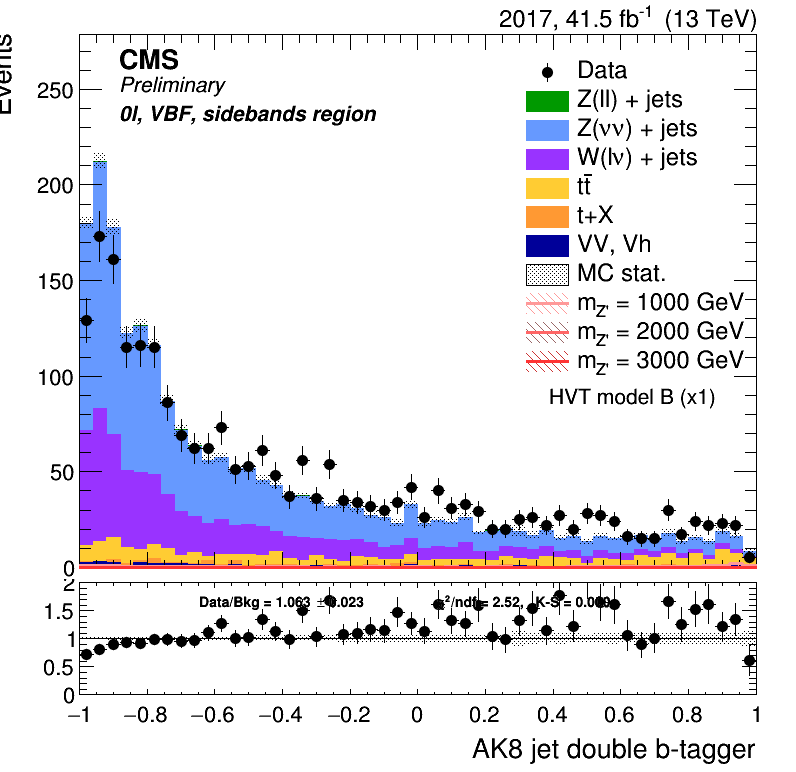 2017, 41.5 fb⁻¹ (13 TeV)
Events
CMS
Preliminary
0l, VBF, sidebands region
Data
Z(ll) + jets
Z(νν) + jets
W(lν) + jets
tt̄
t+X
VV, Vh
MC stat.
m_Z' = 1000 GeV
m_Z' = 2000 GeV
m_Z' = 3000 GeV
HVT model B (x1)
250
200
150
100
50
0
Data/Bkg = 1.063 ± 0.023
/ndf = 2.52, K-S = 
2
1.5
1
0.5
0
−1 −0.8 −0.6 −0.4 −0.2 0 0.2 0.4 0.6 0.8 1
AK8 jet double b-tagger